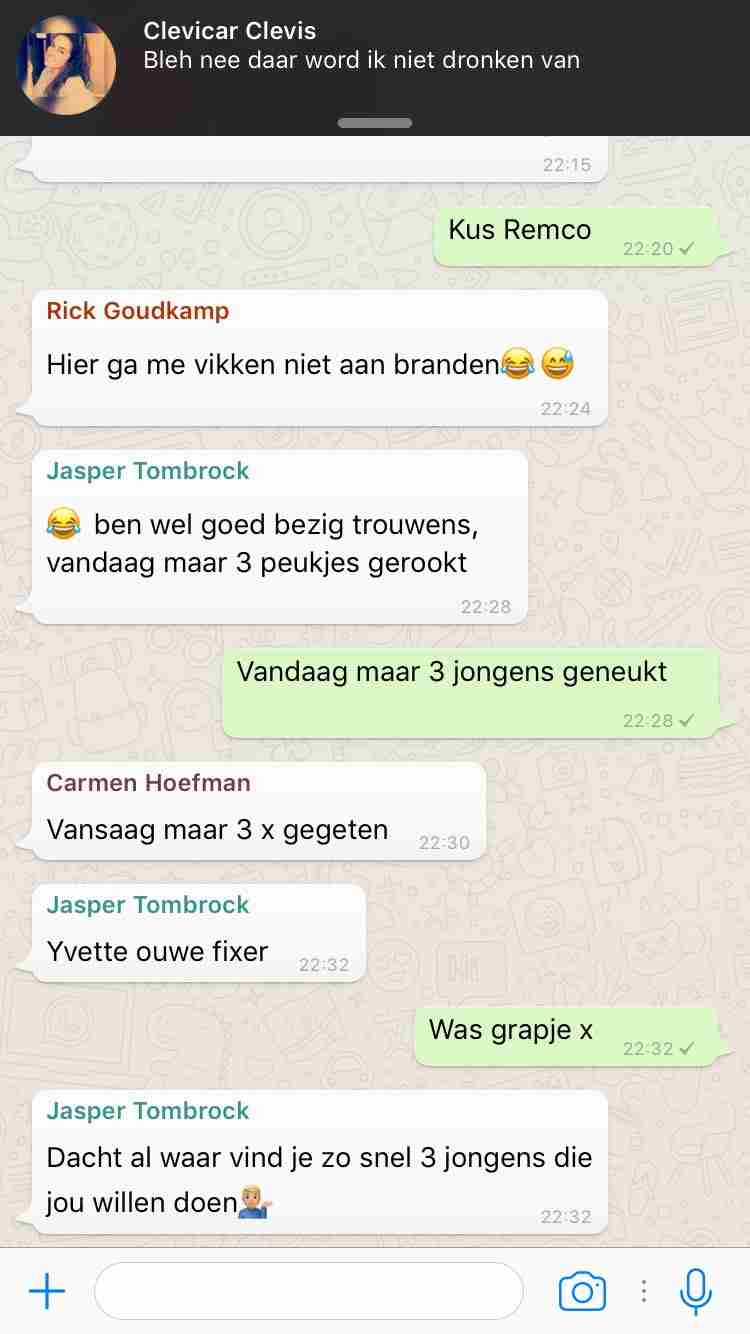 Clevicar Clevis
Bleh nee daar word ik niet dronken van
22:15
Kus Remco
22:20
Rick Goudkamp
Hier ga me vikken niet aan branden😂😅
22:24
Jasper Tombrock
😂 ben wel goed bezig trouwens,
vandaag maar 3 peukjes gerookt
22:28
Vandaag maar 3 jongens geneukt
22:28
Carmen Hoefman
Vansaag maar 3 x gegeten
22:30
Jasper Tombrock
Yvette ouwe fixer
22:32
Was grapje x
22:32
Jasper Tombrock
Dacht al waar vind je zo snel 3 jongens die
jou willen doen💁🏼‍♂️
22:32